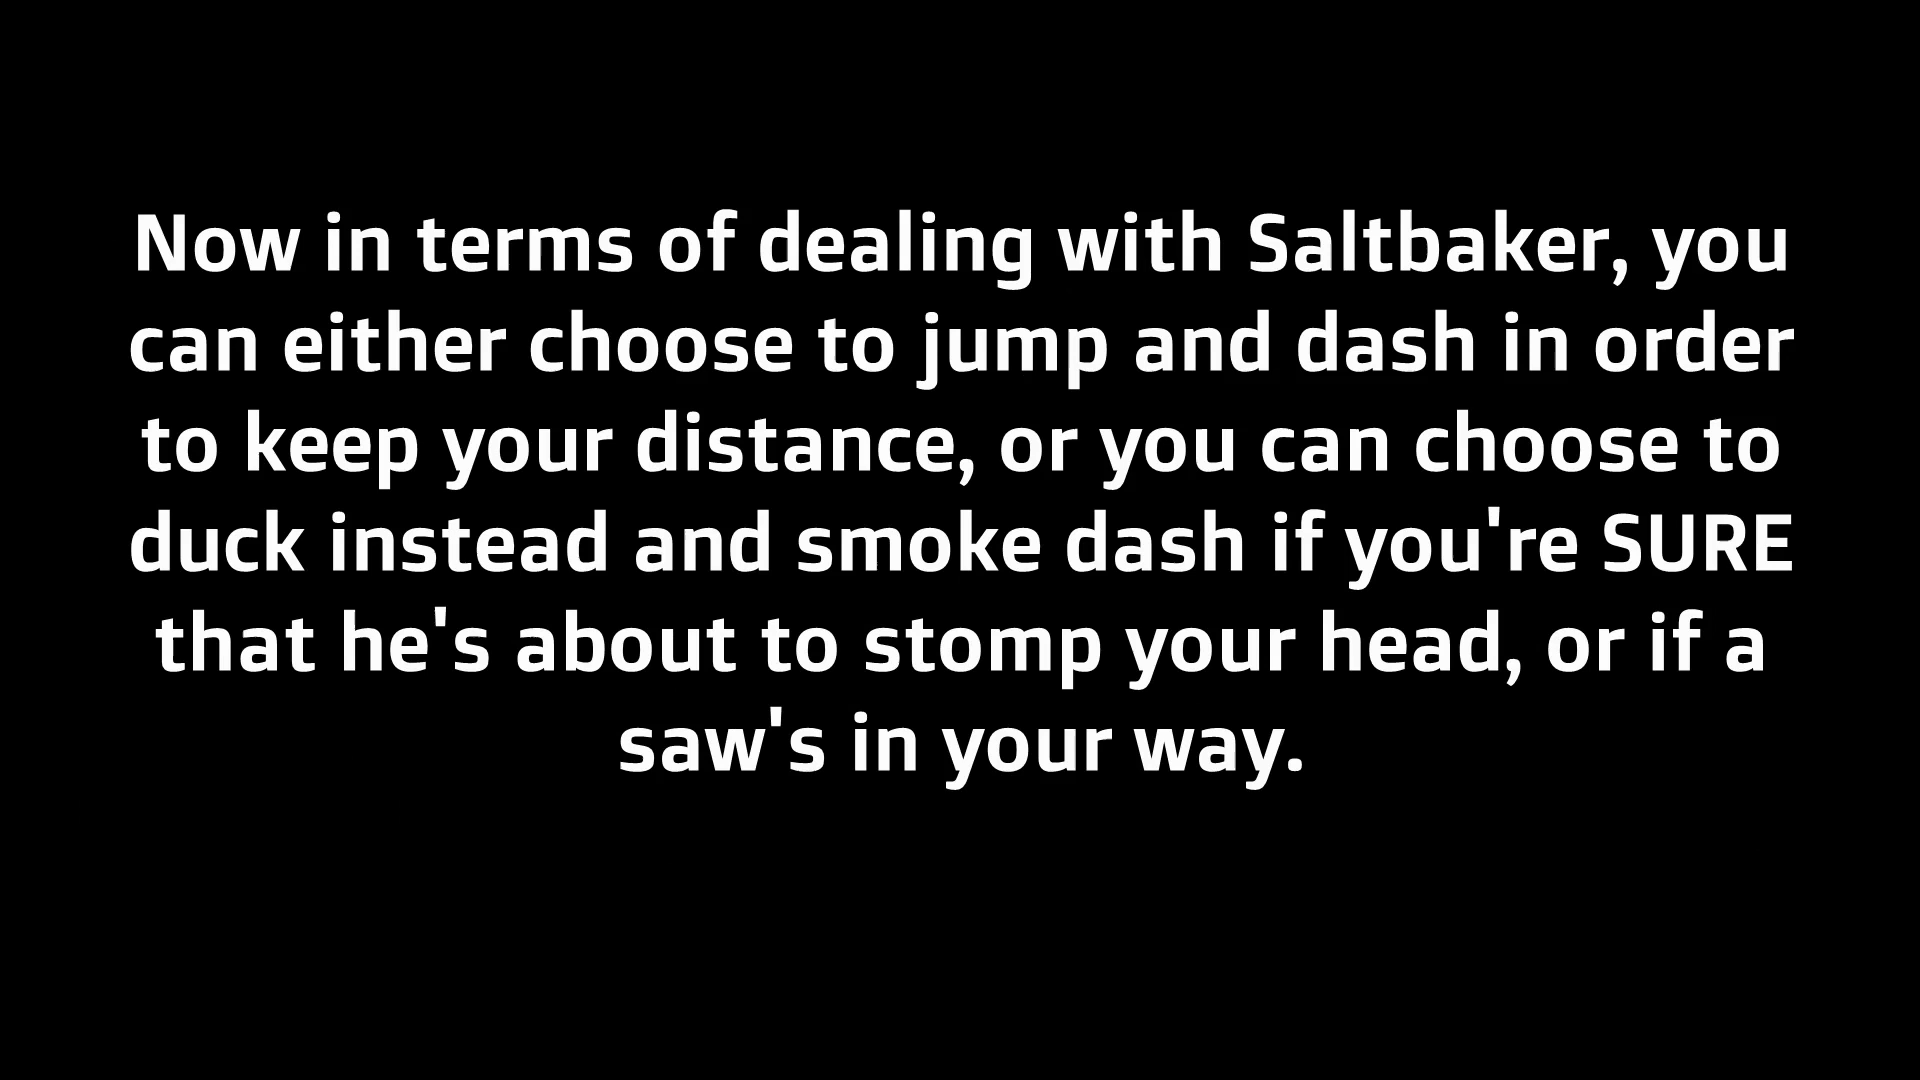 Now in terms of dealing with Saltbaker, you
can either choose to jump and dash in order
to keep your distance, or you can choose to
duck instead and smoke dash if you're SURE
that he's about to stomp your head, or if a
saw's in your way.